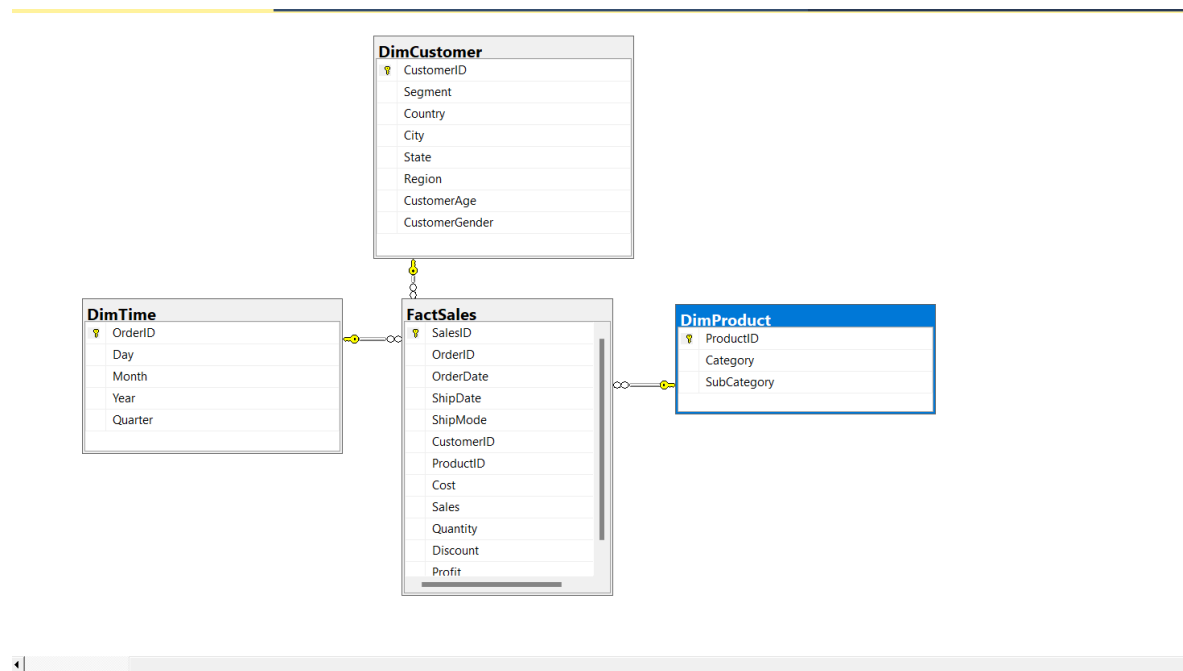 DimCustomer
CustomerID
Segment
Country
City
State
Region
CustomerAge
CustomerGender
DimTime
OrderID
Day
Month
Year
Quarter
FactSales
SalesID
OrderID
OrderDate
ShipDate
ShipMode
CustomerID
ProductID
Cost
Sales
Quantity
Discount
Profit
DimProduct
ProductID
Category
SubCategory